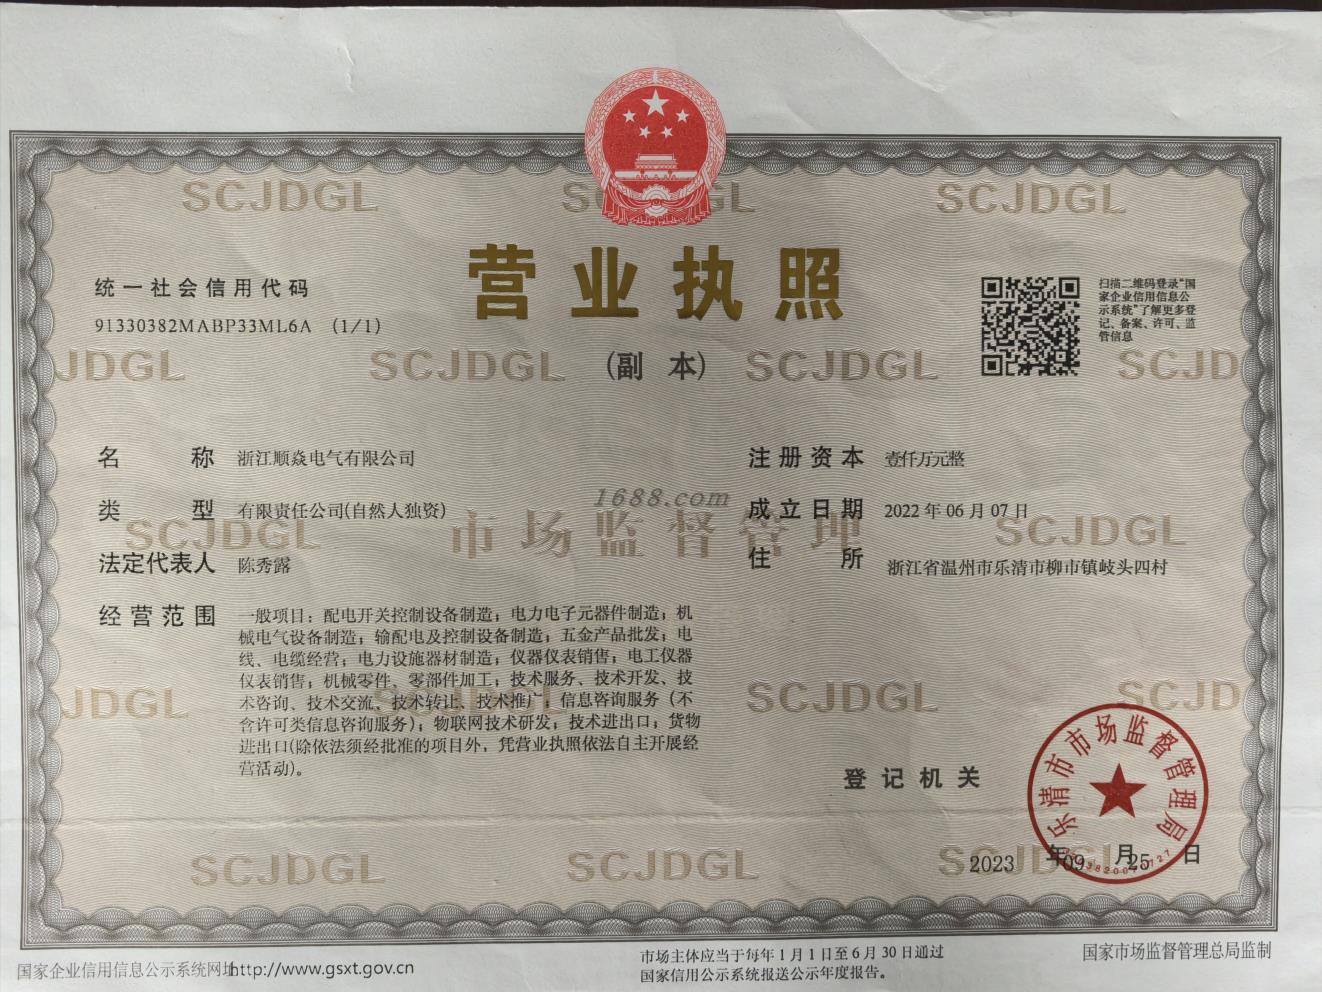 营业执照
(副 本)
统一社会信用代码
91330382MABP33ML6A (1/1)
扫描二维码登录“国
家企业信用信息公
示系统”了解更多登
记、备案、许可、监
管信息
名 称 浙江顺焱电气有限公司
类 型 有限责任公司(自然人独资)
法定代表人 陈秀露
经营范围 一般项目：配电开关控制设备制造；电力电子元器件制造；机
械电气设备制造；输配电及控制设备制造；五金产品批发；电
线、电缆经营；电力设施器材制造；仪器仪表销售；电工仪器
仪表销售；机械零件、零部件加工；技术服务、技术开发、技
术咨询、技术交流、技术转让、技术推广；信息咨询服务（不
含许可类信息咨询服务）；物联网技术研发；技术进出口；货物
进出口(除依法须经批准的项目外，凭营业执照依法自主开展经
营活动)。
注册资本 壹仟万元整
成立日期 2022年06月07日
住 所 浙江省温州市乐清市柳市镇岐头四村
1688.com
市场监督管理
SCJDGL SCJDGL
JDGL SCJDGL SCJDGL SCJD
SCJDGL SCJDGL
JDGL SCJDGL SCJD
SCJDGL SCJDGL
登记机关
乐清市市场监督管理局
2023 年09 月25 日
国家企业信用信息公示系统网址http://www.gsxt.gov.cn
市场主体应当于每年1月1日至6月30日通过
国家信用公示系统报送公示年度报告。
国家市场监督管理总局监制